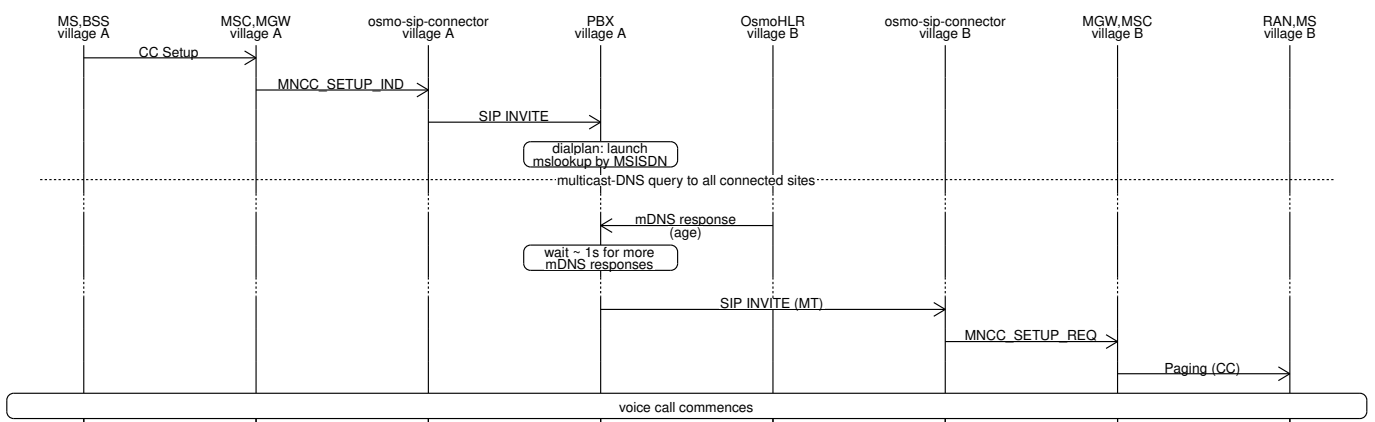 MS,BSS
village A
MSC,MGW
village A
osmo-sip-connector
village A
PBX
village A
OsmoHLR
village B
osmo-sip-connector
village B
MGW,MSC
village B
RAN,MS
village B
CC Setup
MNCC_SETUP_IND
SIP INVITE
dialplan: launch
mslookup by MSISDN
multicast-DNS query to all connected sites
mDNS response
(age)
wait ~ 1s for more
mDNS responses
SIP INVITE (MT)
MNCC_SETUP_REQ
Paging (CC)
voice call commences